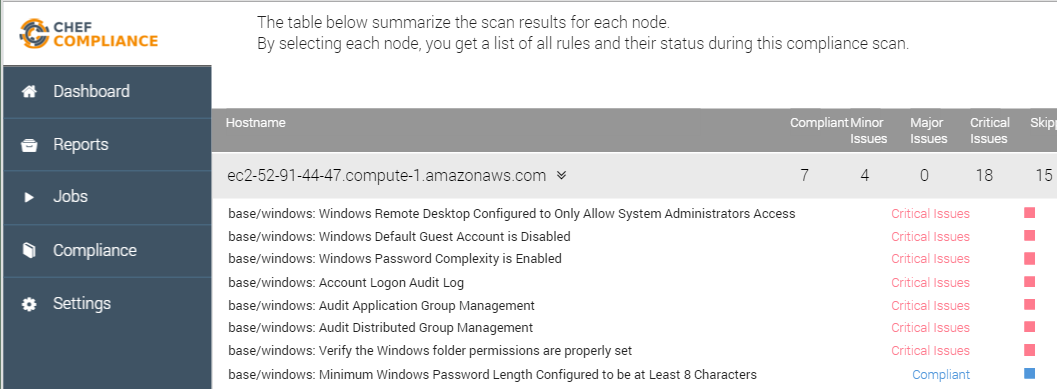 CHEF
COMPLIANCE
The table below summarize the scan results for each node.
By selecting each node, you get a list of all rules and their status during this compliance scan.
Dashboard
Reports
Jobs
Compliance
Settings
Hostname Compliant Minor Issues Major Issues Critical Issues Skipp
ec2-52-91-44-47.compute-1.amazonaws.com 7 4 0 18 15
base/windows: Windows Remote Desktop Configured to Only Allow System Administrators Access Critical Issues
base/windows: Windows Default Guest Account is Disabled Critical Issues
base/windows: Windows Password Complexity is Enabled Critical Issues
base/windows: Account Logon Audit Log Critical Issues
base/windows: Audit Application Group Management Critical Issues
base/windows: Audit Distributed Group Management Critical Issues
base/windows: Verify the Windows folder permissions are properly set Critical Issues
base/windows: Minimum Windows Password Length Configured to be at Least 8 Characters Compliant